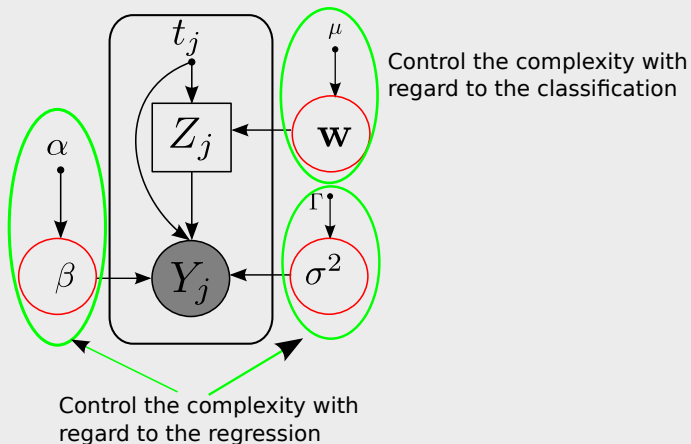 t_j
μ
Control the complexity with
regard to the classification
Z_j
w
α
Γ
β
Y_j
σ²
Control the complexity with
regard to the regression